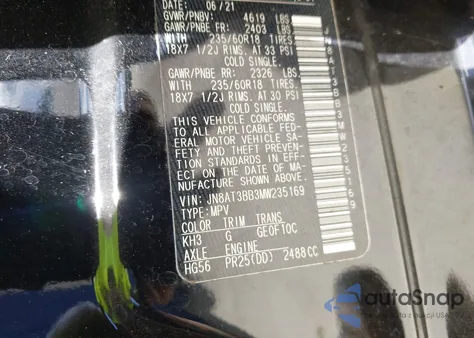 DATE: 06/21
GVWR/PNBV: 4619 LBS
GAWR/PNBE FR: 2403 LBS
WITH 235/60R18 TIRES,
18X7 1/2J RIMS, AT 33 PSI
COLD SINGLE.
GAWR/PNBE RR: 2326 LBS.
WITH 235/60R18 TIRES,
18X7 1/2J RIMS, AT 30 PSI
COLD SINGLE.
THIS VEHICLE CONFORMS
TO ALL APPLICABLE FED-
ERAL MOTOR VEHICLE SAF-
ETY AND THEFT PREVEN-
TION STANDARDS IN EFF-
ECT ON THE DATE OF MA-
NUFACTURE SHOWN ABOVE.
VIN: JN8AT3BB3MW235169
TYPE: MPV
COLOR TRIM TRANS
KH3 G GE0F10C
AXLE ENGINE
HG56 PR25(DD) 2488CC
autoSnap